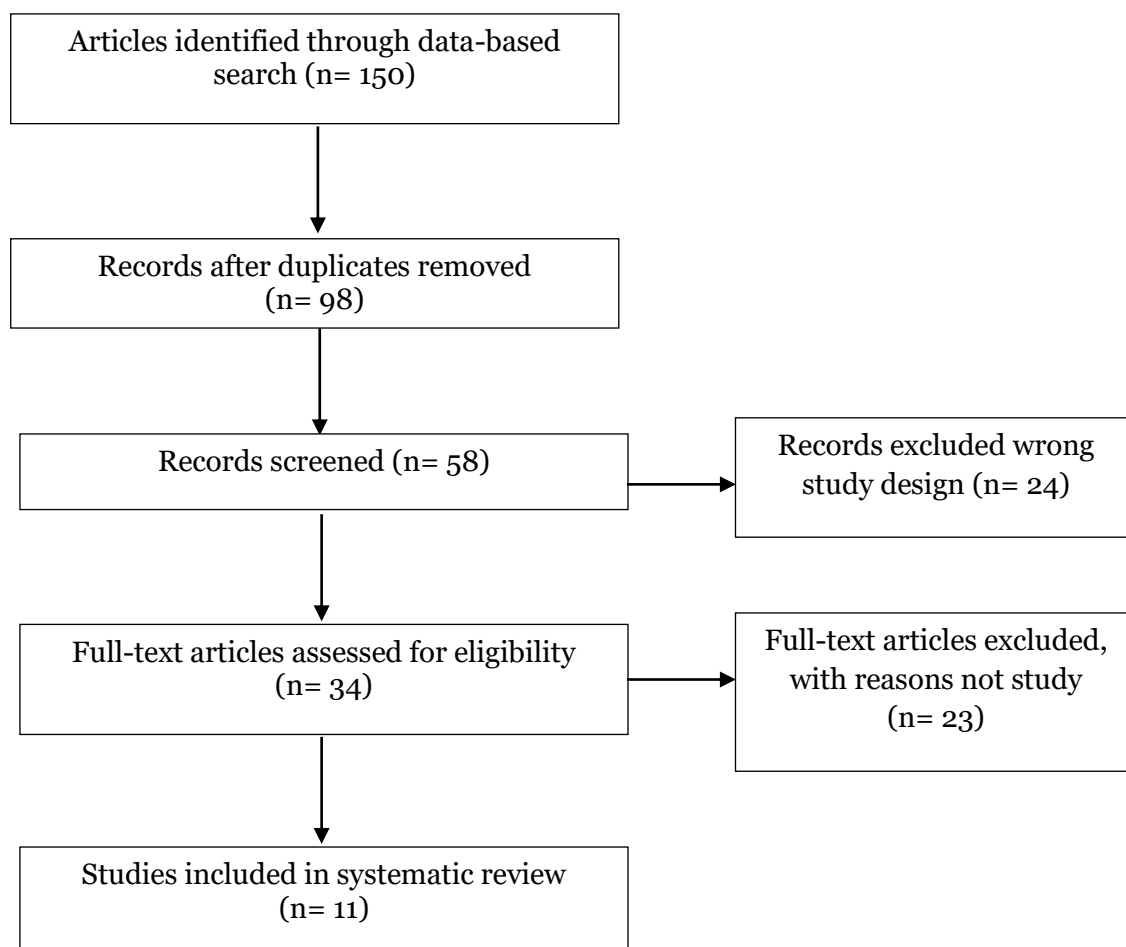 Articles identified through data-based
search (n= 150)
Records after duplicates removed
(n= 98)
Records screened (n= 58)
Records excluded wrong
study design (n= 24)
Full-text articles assessed for eligibility
(n= 34)
Full-text articles excluded,
with reasons not study
(n= 23)
Studies included in systematic review
(n= 11)